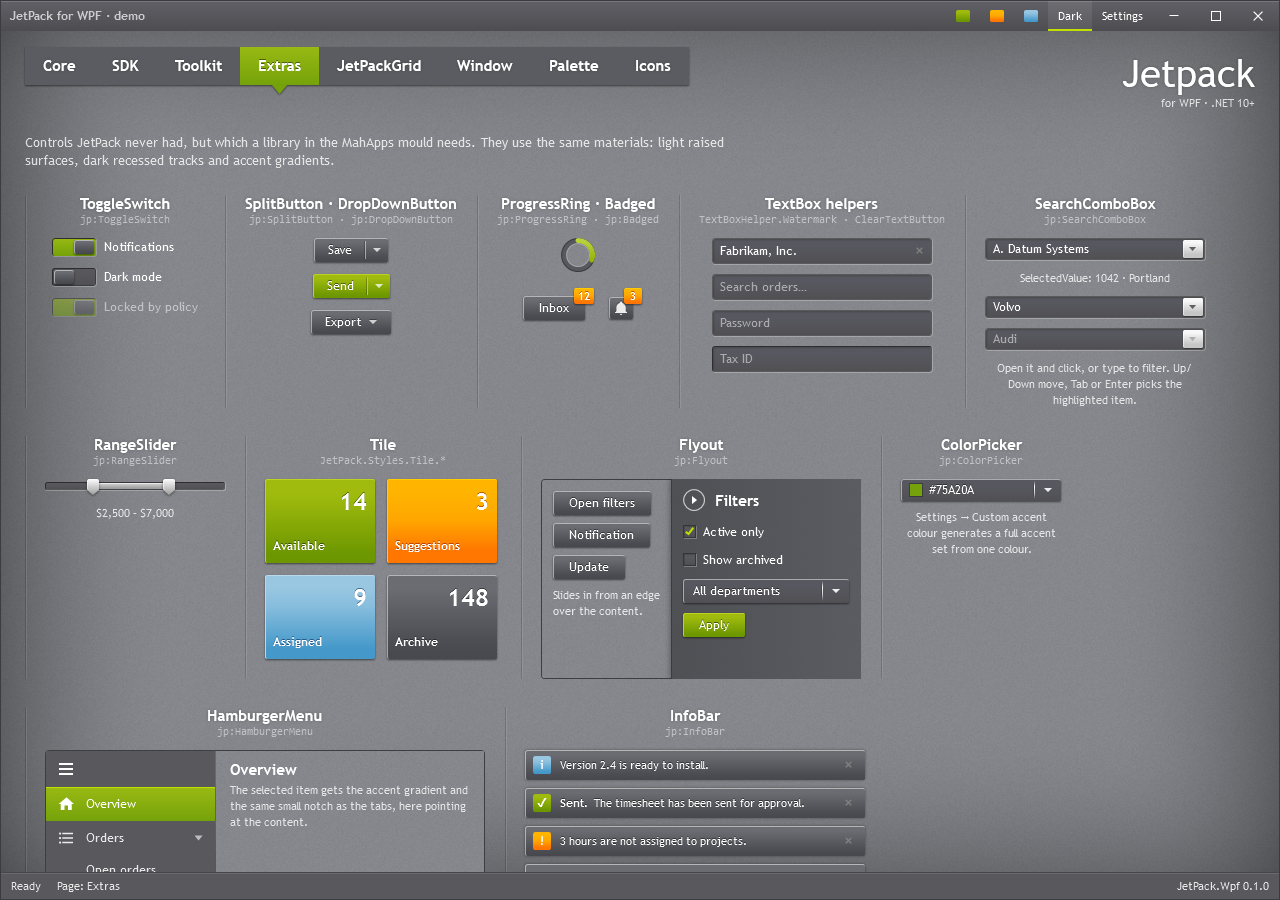 JetPack for WPF · demo
Dark
Settings
Core
SDK
Toolkit
Extras
JetPackGrid
Window
Palette
Icons
Jetpack
for WPF · .NET 10+
Controls JetPack never had, but which a library in the MahApps mould needs. They use the same materials: light raised
surfaces, dark recessed tracks and accent gradients.
ToggleSwitch
jp:ToggleSwitch
Notifications
Dark mode
Locked by policy
SplitButton · DropDownButton
jp:SplitButton · jp:DropDownButton
Save
Send
Export
ProgressRing · Badged
jp:ProgressRing · jp:Badged
Inbox
12
3
TextBox helpers
TextBoxHelper.Watermark · ClearTextButton
Fabrikam, Inc.
Search orders...
Password
Tax ID
SearchComboBox
jp:SearchComboBox
A. Datum Systems
SelectedValue: 1042 · Portland
Volvo
Audi
Open it and click, or type to filter. Up/
Down move, Tab or Enter picks the
highlighted item.
RangeSlider
jp:RangeSlider
$2,500 - $7,000
Tile
JetPack.Styles.Tile.*
14
Available
3
Suggestions
9
Assigned
148
Archive
Flyout
jp:Flyout
Open filters
Notification
Update
Slides in from an edge
over the content.
Filters
Active only
Show archived
All departments
Apply
ColorPicker
jp:ColorPicker
#75A20A
Settings → Custom accent
colour generates a full accent
set from one colour.
HamburgerMenu
jp:HamburgerMenu
Overview
Orders
Open orders
Overview
The selected item gets the accent gradient and
the same small notch as the tabs, here pointing
at the content.
InfoBar
jp:InfoBar
Version 2.4 is ready to install.
Sent. The timesheet has been sent for approval.
3 hours are not assigned to projects.
Ready
Page: Extras
JetPack.Wpf 0.1.0